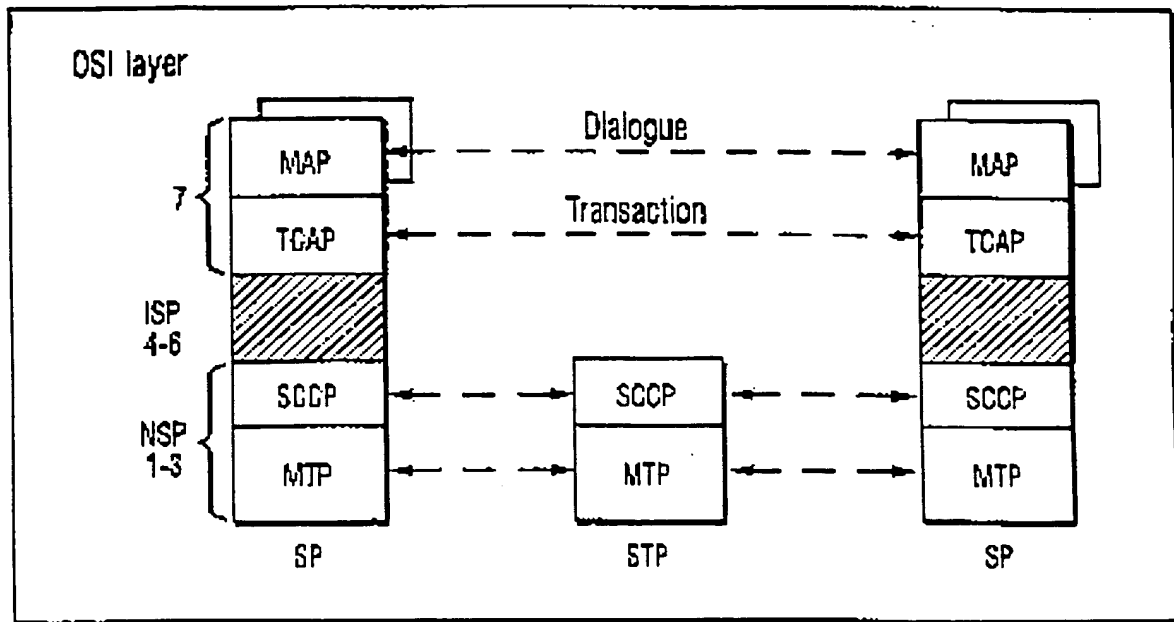 OSI layer
Dialogue
MAP
MAP
7
Transaction
TCAP
TCAP
ISP
4-6
SCCP
SCCP
SCCP
NSP
1-3
MTP
MTP
MTP
SP
STP
SP